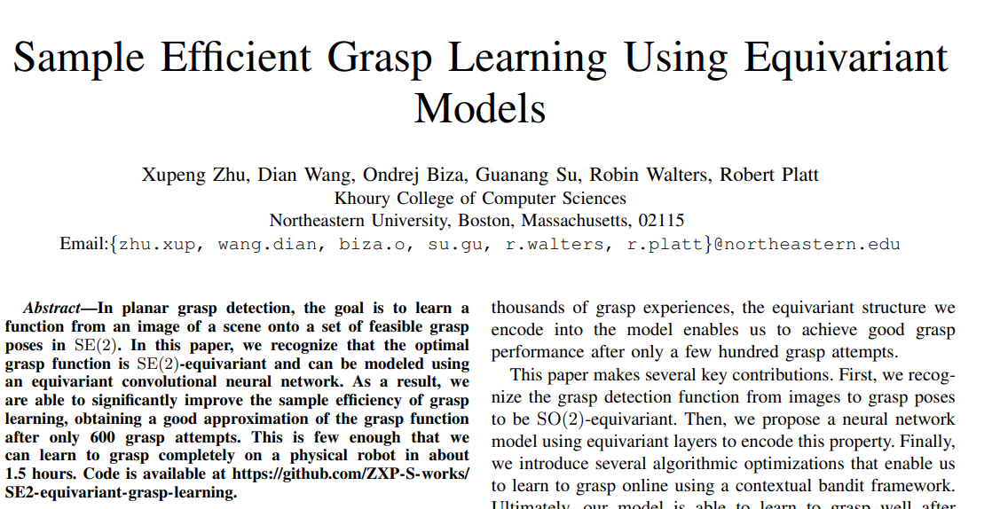 Sample Efficient Grasp Learning Using Equivariant
Models
Xupeng Zhu, Dian Wang, Ondrej Biza, Guanang Su, Robin Walters, Robert Platt
Khoury College of Computer Sciences
Northeastern University, Boston, Massachusetts, 02115
Email:{zhu.xup, wang.dian, biza.o, su.gu, r.walters, r.platt}@northeastern.edu
Abstract—In planar grasp detection, the goal is to learn a
function from an image of a scene onto a set of feasible grasp
poses in SE(2). In this paper, we recognize that the optimal
grasp function is SE(2)-equivariant and can be modeled using
an equivariant convolutional neural network. As a result, we
are able to significantly improve the sample efficiency of grasp
learning, obtaining a good approximation of the grasp function
after only 600 grasp attempts. This is few enough that we
can learn to grasp completely on a physical robot in about
1.5 hours. Code is available at https://github.com/ZXP-S-works/
SE2-equivariant-grasp-learning.
thousands of grasp experiences, the equivariant structure we
encode into the model enables us to achieve good grasp
performance after only a few hundred grasp attempts.
This paper makes several key contributions. First, we recog-
nize the grasp detection function from images to grasp poses
to be SO(2)-equivariant. Then, we propose a neural network
model using equivariant layers to encode this property. Finally,
we introduce several algorithmic optimizations that enable us
to learn to grasp online using a contextual bandit framework.
Ultimately, our model is able to learn to grasp well after